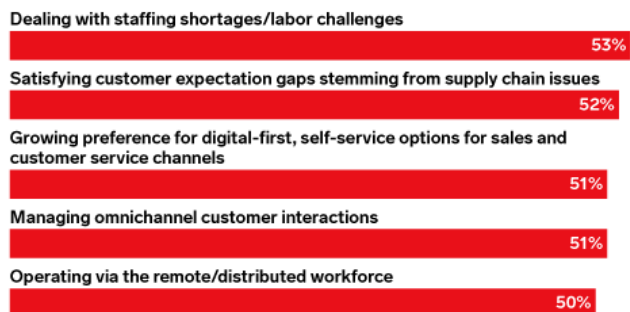 Dealing with staffing shortages/labor challenges
53%
Satisfying customer expectation gaps stemming from supply chain issues
52%
Growing preference for digital-first, self-service options for sales and
customer service channels
51%
Managing omnichannel customer interactions
51%
Operating via the remote/distributed workforce
50%